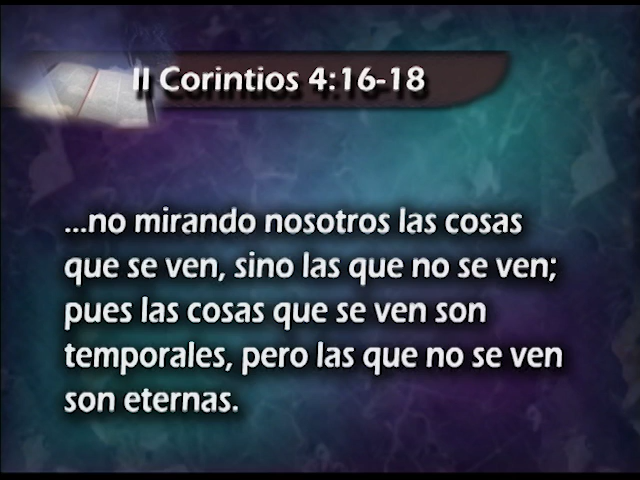 II Corintios 4:16-18
...no mirando nosotros las cosas
que se ven, sino las que no se ven;
pues las cosas que se ven son
temporales, pero las que no se ven
son eternas.